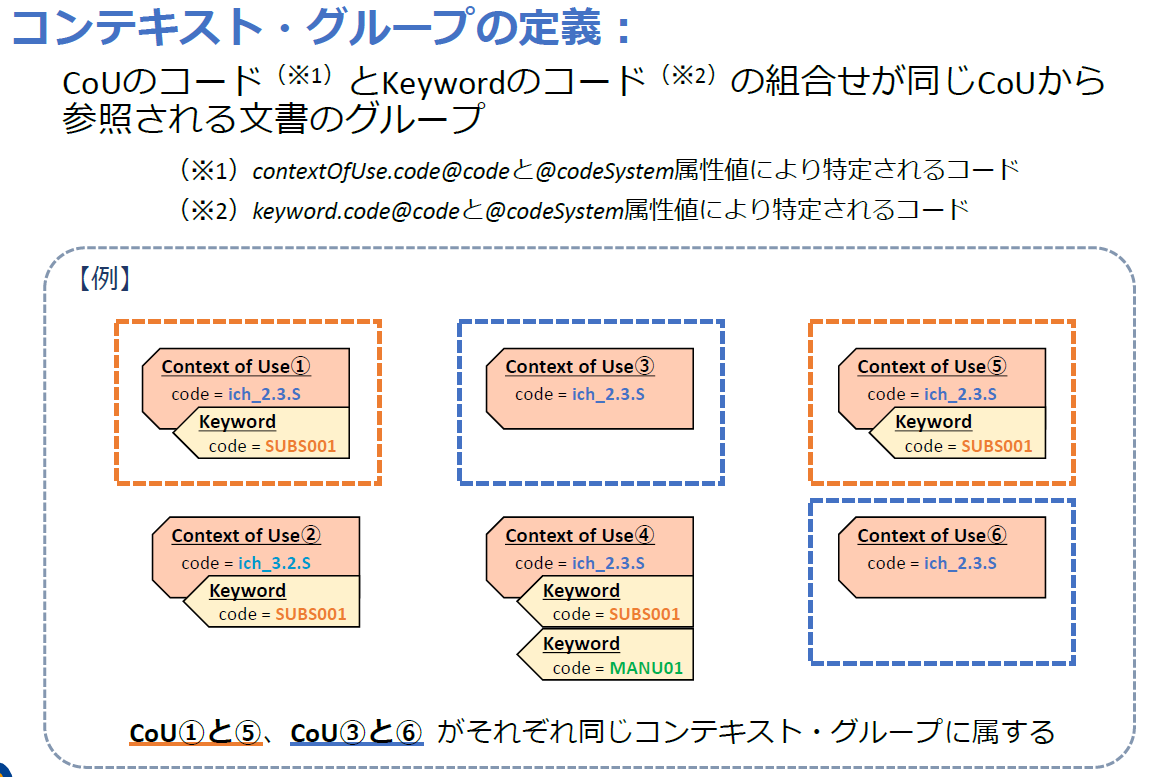 コンテキスト・グループの定義：
CoUのコード（※1）とKeywordのコード（※2）の組合せが同じCoUから
参照される文書のグループ
（※1）contextOfUse.code@codeと@codeSystem属性値により特定されるコード
（※2）keyword.code@codeと@codeSystem属性値により特定されるコード
【例】
Context of Use①
code = ich_2.3.S
Keyword
code = SUBS001
Context of Use③
code = ich_2.3.S
Context of Use⑤
code = ich_2.3.S
Keyword
code = SUBS001
Context of Use②
code = ich_3.2.S
Keyword
code = SUBS001
Context of Use④
code = ich_2.3.S
Keyword
code = SUBS001
Keyword
code = MANU01
Context of Use⑥
code = ich_2.3.S
CoU①と⑤、CoU③と⑥ がそれぞれ同じコンテキスト・グループに属する